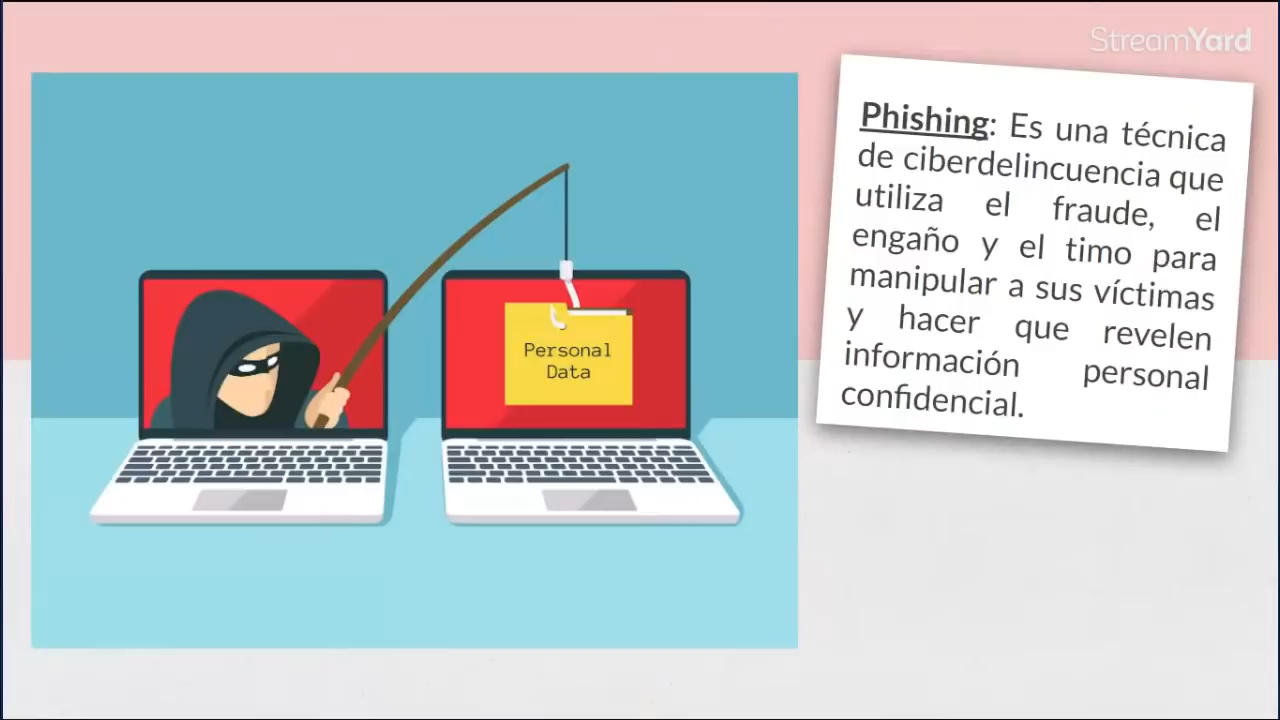 StreamYard
Phishing: Es una técnica
de ciberdelincuencia que
utiliza el fraude, el
engaño y el timo para
manipular a sus víctimas
y hacer que revelen
información personal
confidencial.
Personal
Data